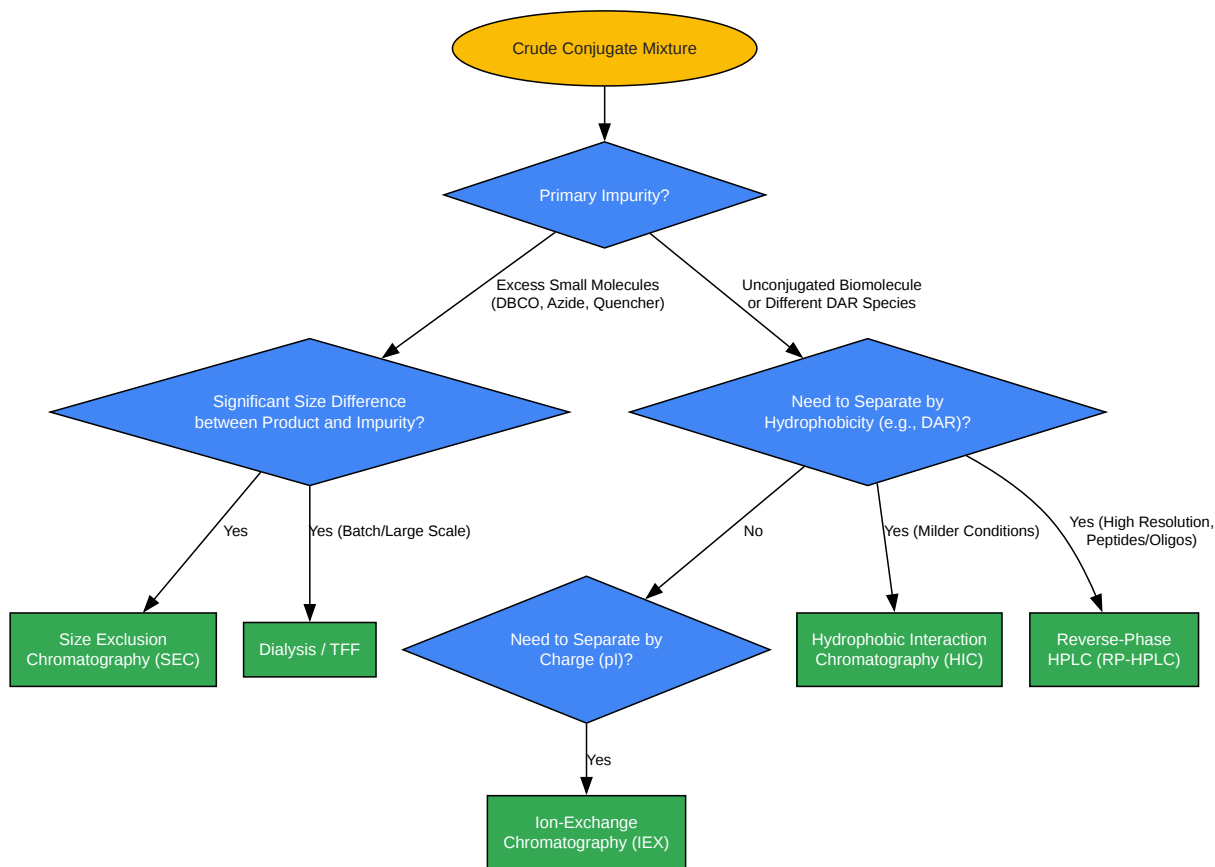 Crude Conjugate Mixture
Primary Impurity?
Excess Small Molecules
(DBCO, Azide, Quencher)
Unconjugated Biomolecule
or Different DAR Species
Significant Size Difference
between Product and Impurity?
Need to Separate by
Hydrophobicity (e.g., DAR)?
Yes
Yes (Batch/Large Scale)
No
Yes (Milder Conditions)
Yes (High Resolution,
Peptides/Oligos)
Size Exclusion
Chromatography (SEC)
Dialysis / TFF
Need to Separate by
Charge (pI)?
Hydrophobic Interaction
Chromatography (HIC)
Reverse-Phase
HPLC (RP-HPLC)
Yes
Ion-Exchange
Chromatography (IEX)